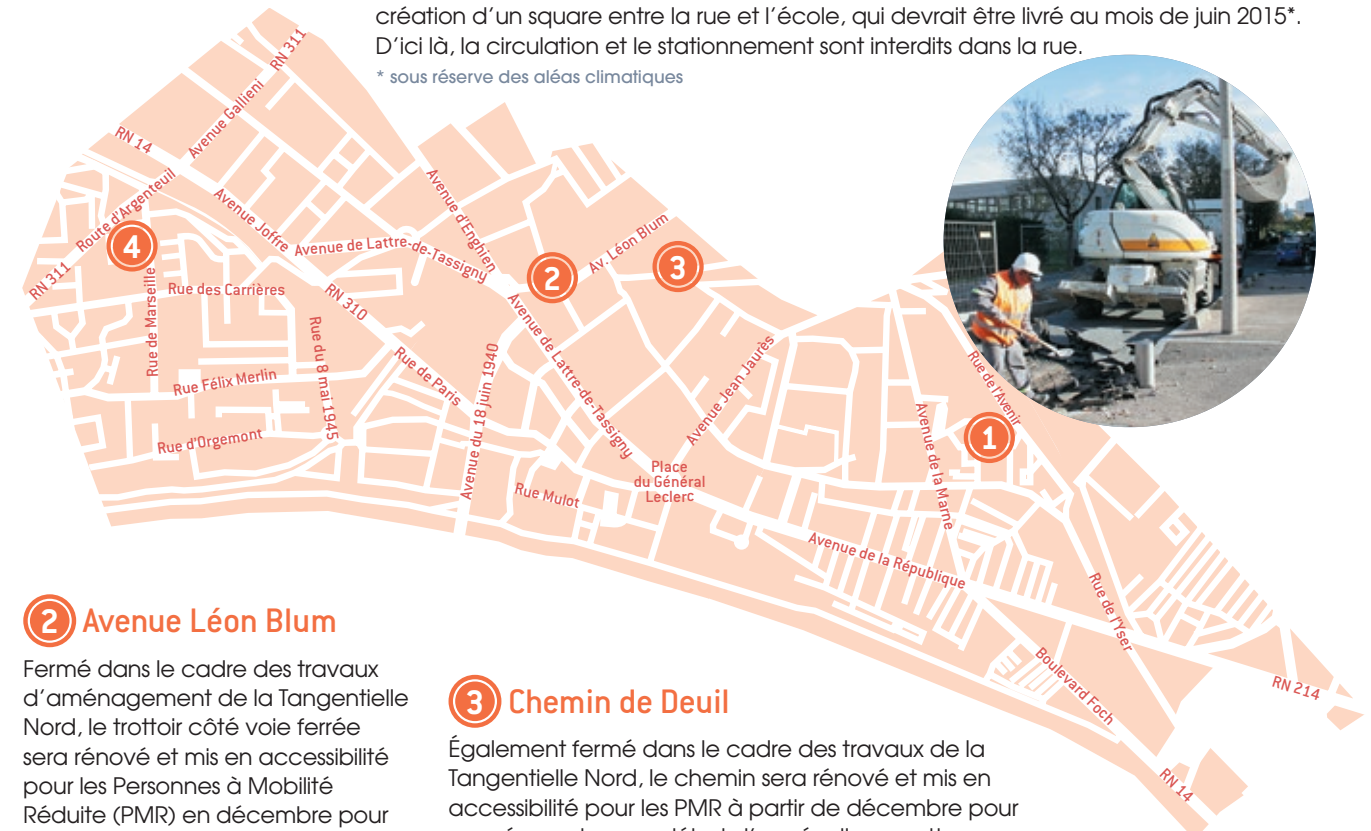 création d'un square entre la rue et l'école, qui devrait être livré au mois de juin 2015*.
D'ici là, la circulation et le stationnement sont interdits dans la rue.
* sous réserve des aléas climatiques
RN 311
Avenue Gallieni
RN 14
Route d'Argenteuil
RN 311
4
Avenue Joffre
Avenue de Lattre-de-Tassigny
Avenue d'Enghien
2
Av. Léon Blum
3
Rue de Marseille
Rue des Carrières
RN 310
Rue du 8 mai 1945
Rue Félix Merlin
Rue d'Orgemont
Rue de Paris
Avenue du 18 juin 1940
Avenue de Lattre-de-Tassigny
Avenue Jean Jaurès
Rue Mulot
Place
du Général
Leclerc
Rue de l'Avenir
1
Avenue de la Marne
Avenue de la République
Rue de l'Yser
Boulevard Foch
RN 214
RN 14
2 Avenue Léon Blum
Fermé dans le cadre des travaux
d'aménagement de la Tangentielle
Nord, le trottoir côté voie ferrée
sera rénové et mis en accessibilité
pour les Personnes à Mobilité
Réduite (PMR) en décembre pour
3 Chemin de Deuil
Également fermé dans le cadre des travaux de la
Tangentielle Nord, le chemin sera rénové et mis en
accessibilité pour les PMR à partir de décembre pour